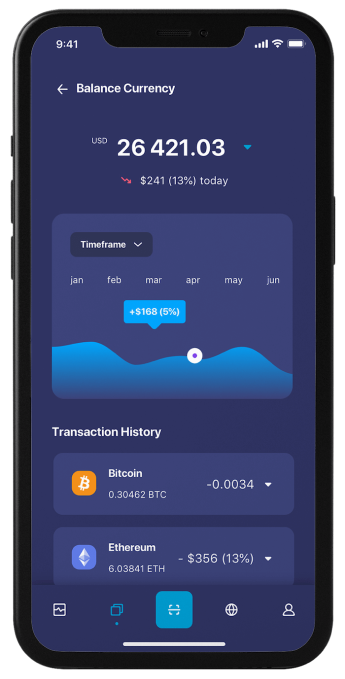 9:41
Balance Currency
USD 26 421.03
$241 (13%) today
Timeframe
jan feb mar apr may jun
+$168 (5%)
Transaction History
Bitcoin
-0.0034
0.30462 BTC
Ethereum
- $356 (13%)
6.03841 ETH